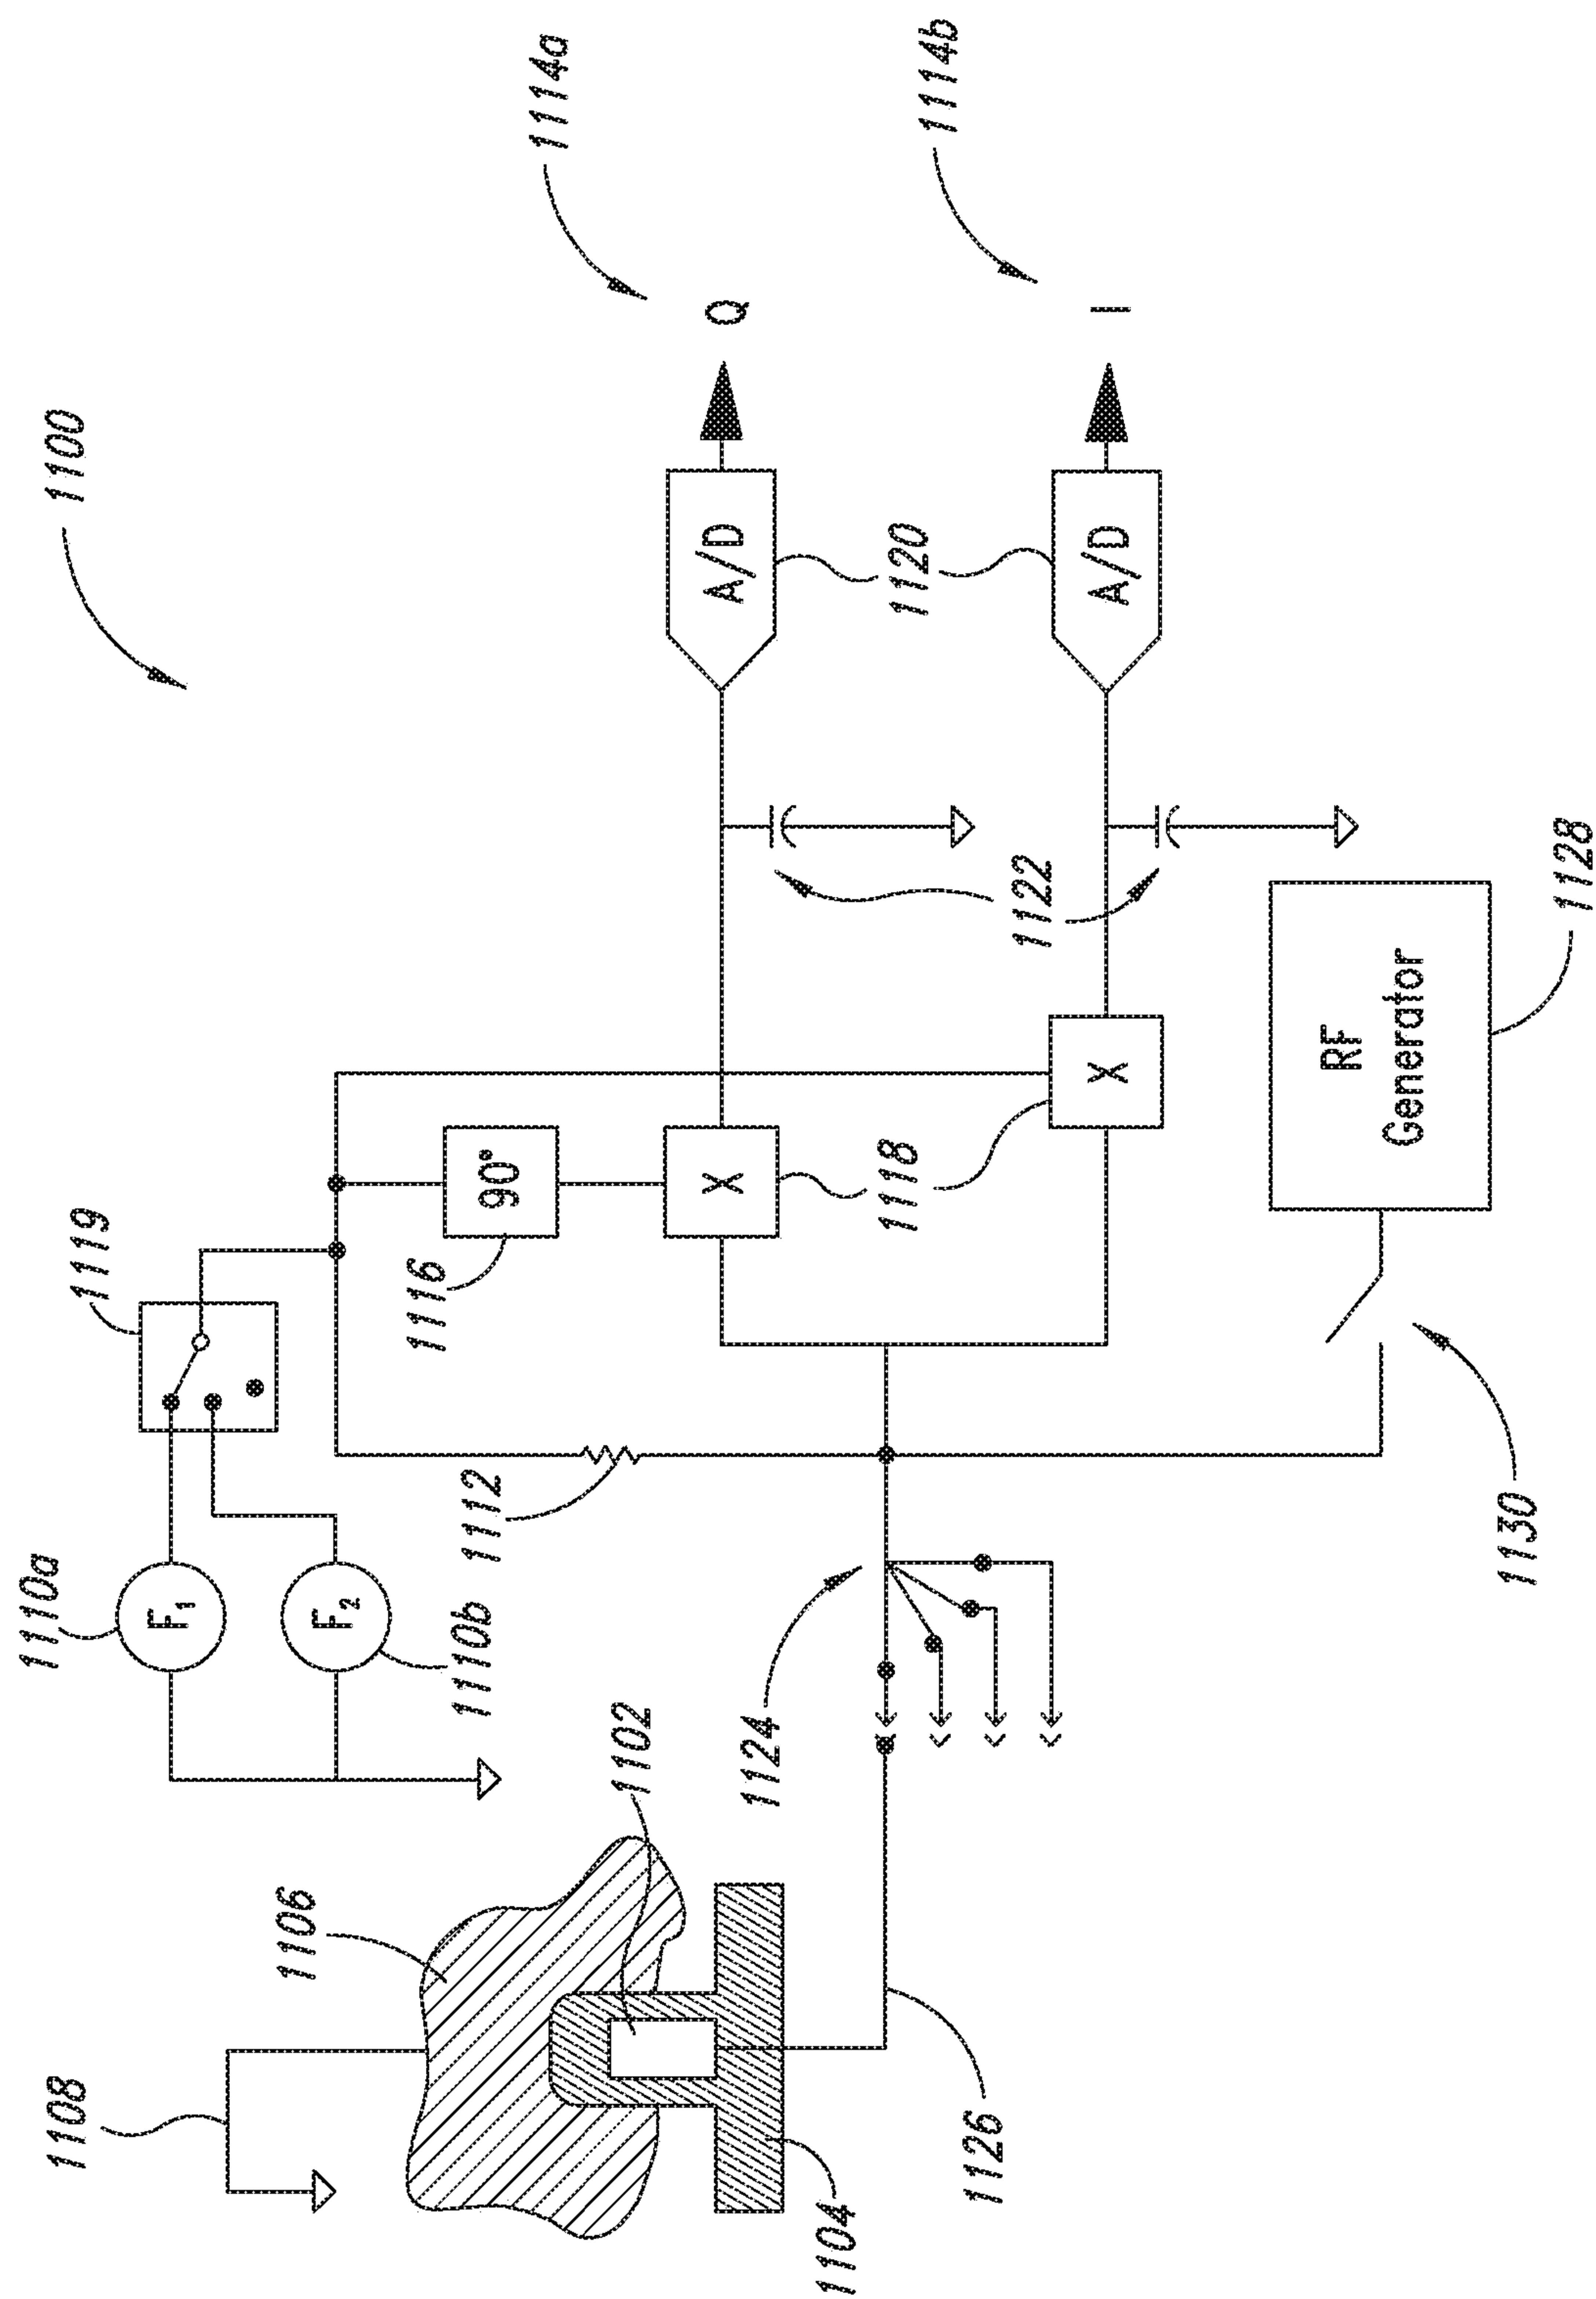 1108
1110a
1119
1100
F₁
1106
F₂
1110b
1112
1116
90°
1114a
1102
X
A/D
Q
1124
1104
1118
1120
1114b
1126
1122
X
A/D
I
RF
Generator
1130
1128